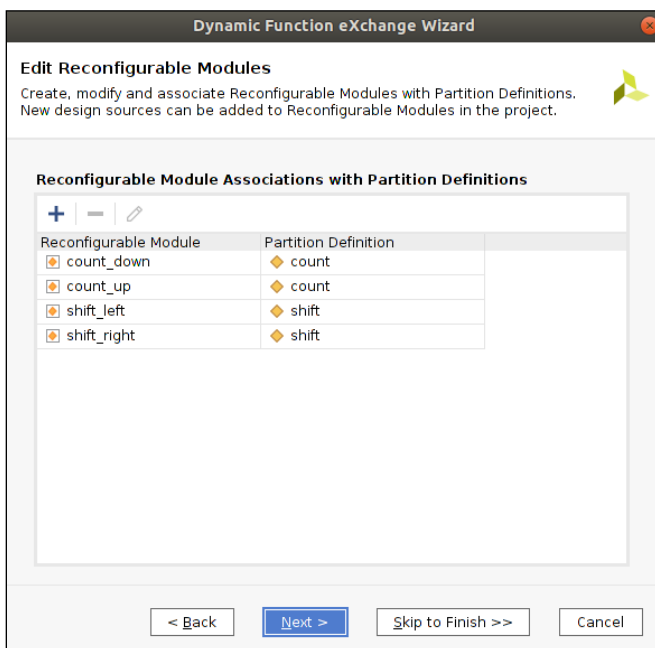 Dynamic Function eXchange Wizard
Edit Reconfigurable Modules
Create, modify and associate Reconfigurable Modules with Partition Definitions.
New design sources can be added to Reconfigurable Modules in the project.
Reconfigurable Module Associations with Partition Definitions
Reconfigurable Module Partition Definition
count_down count
count_up count
shift_left shift
shift_right shift
< Back Next > Skip to Finish >> Cancel